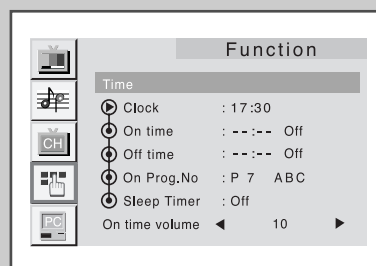 Function
Time
Clock : 17:30
On time : --:-- Off
Off time : --:-- Off
On Prog.No : P 7 ABC
Sleep Timer : Off
On time volume ◀ 10 ▶
CH
PC